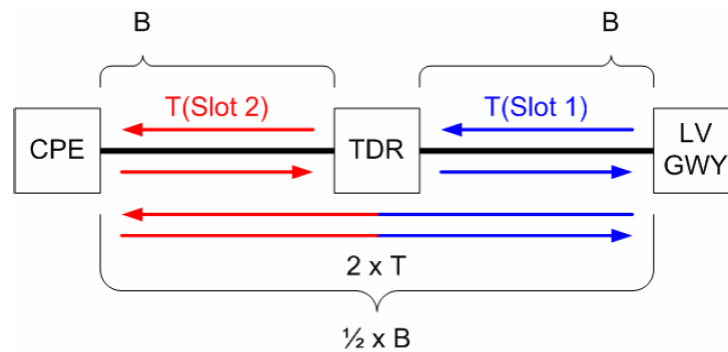 B
B
T(Slot 2)
T(Slot 1)
CPE
TDR
LV
GWY
2 x T
½ x B